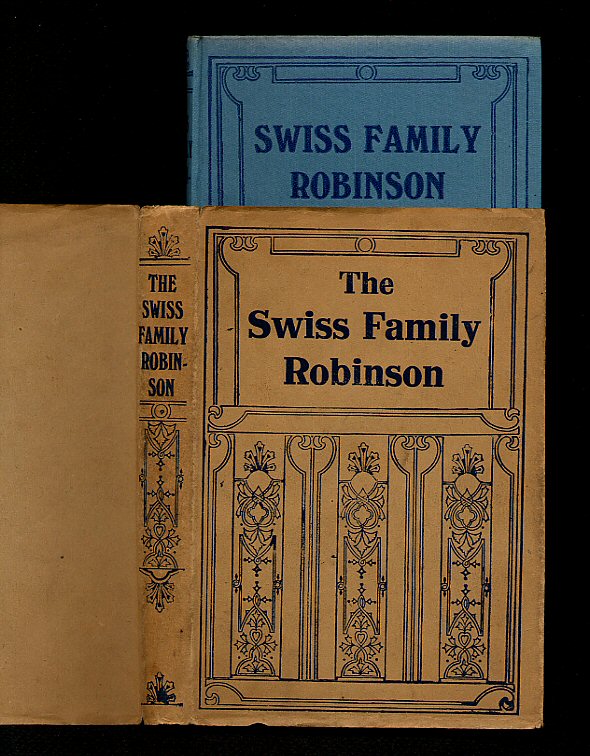 SWISS FAMILY
ROBINSON
THE
SWISS
FAMILY
ROBIN-
SON
The
Swiss Family
Robinson